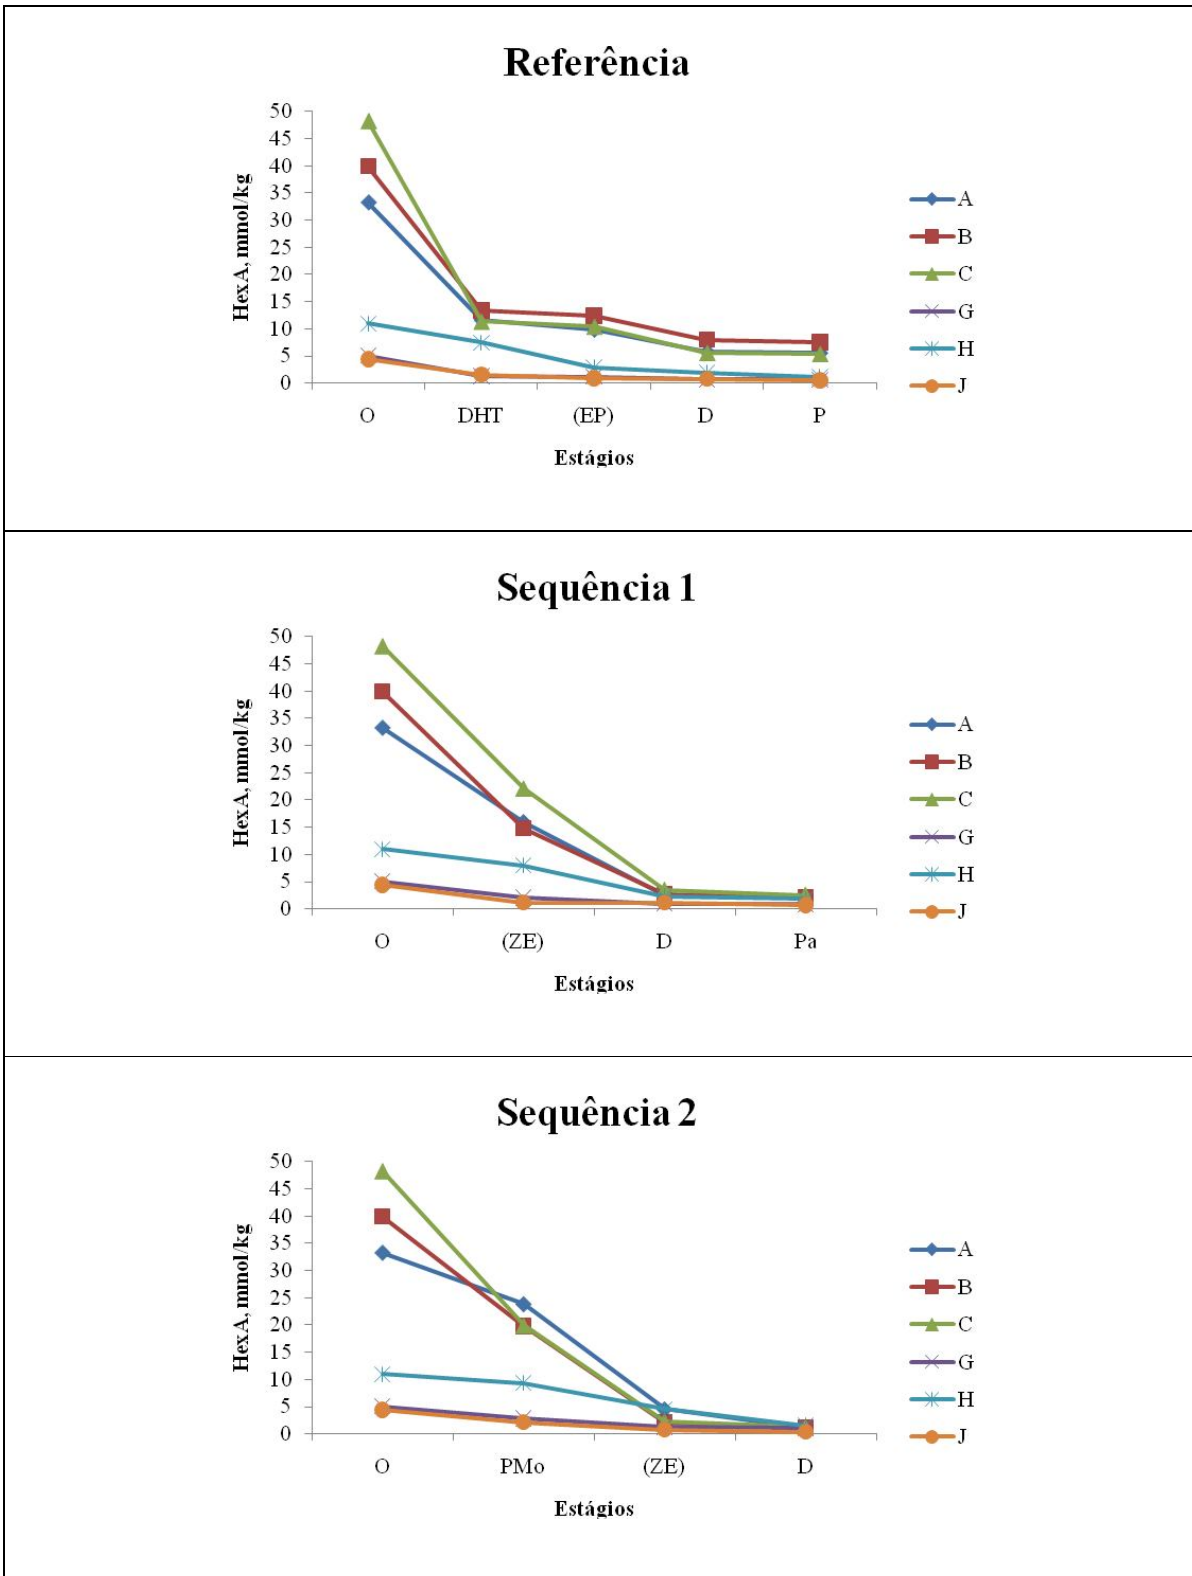 Referência
50
45
40
35
30
25
20
15
10
5
0
HexA, mmol/kg
O DHT (EP) D P
Estágios
A
B
C
G
H
J
Sequência 1
50
45
40
35
30
25
20
15
10
5
0
HexA, mmol/kg
O (ZE) D Pa
Estágios
A
B
C
G
H
J
Sequência 2
50
45
40
35
30
25
20
15
10
5
0
HexA, mmol/kg
O PMo (ZE) D
Estágios
A
B
C
G
H
J